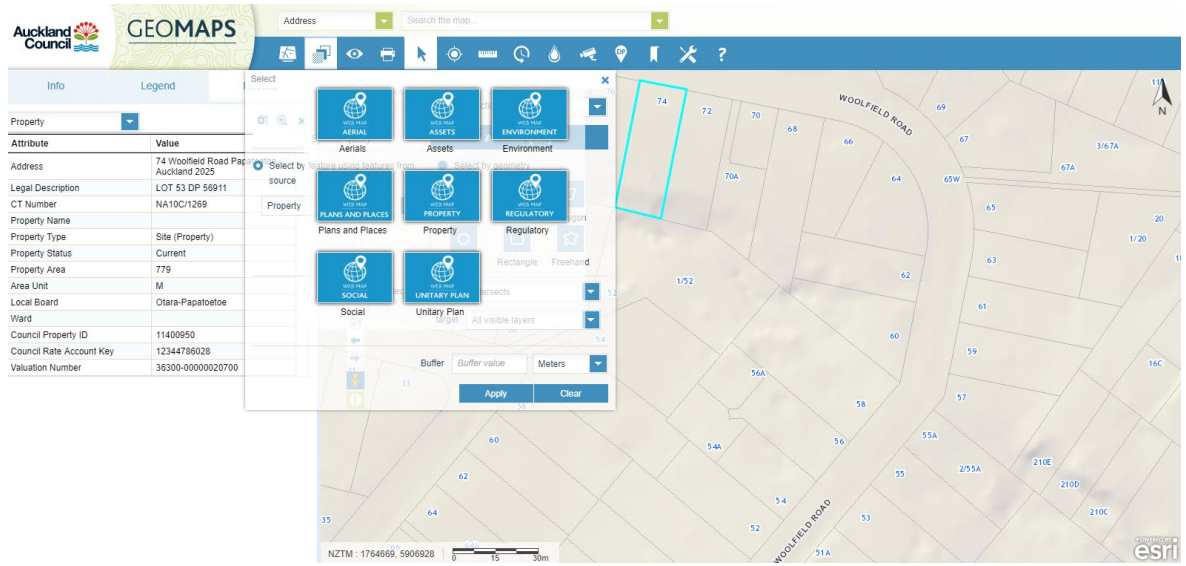 Auckland Council
GEOMAPS
Address
Search the map...
DP
?
Info
Legend
Property
Attribute Value
Address 74 Woolfield Road Papatoetoe
Auckland 2025
Legal Description LOT 53 DP 56911
CT Number NA10C/1269
Property Name
Property Type Site (Property)
Property Status Current
Property Area 779
Area Unit M
Local Board Otara-Papatoetoe
Ward
Council Property ID 11400950
Council Rate Account Key 12344786028
Valuation Number 36300-00000020700
Select
WEB MAP WEB MAP WEB MAP
AERIAL ASSETS ENVIRONMENT
Aerials Assets Environment
Select by feature using features from
source
Select by geometry
Property
WEB MAP WEB MAP WEB MAP
PLANS AND PLACES PROPERTY REGULATORY
Plans and Places Property Regulatory
Rectangle Freehand
WEB MAP WEB MAP
SOCIAL UNITARY PLAN
Social Unitary Plan
target All visible layers
Buffer Buffer value Meters
Apply Clear
N
74
72
70
68
66
69
67
67A
3/67A
WOOLFIELD ROAD
70A
64
65W
65
20
1/20
63
62
1/52
52
61
60
59
54
33
56A
16C
57
58
58
55A
56
54A
60
210E
210D
210C
2/55A
55
62
54
53
64
52
35
51A
WOOLFIELD ROAD
NZTM : 1764669, 5906928
0 15 30m
POWERED BY
esri